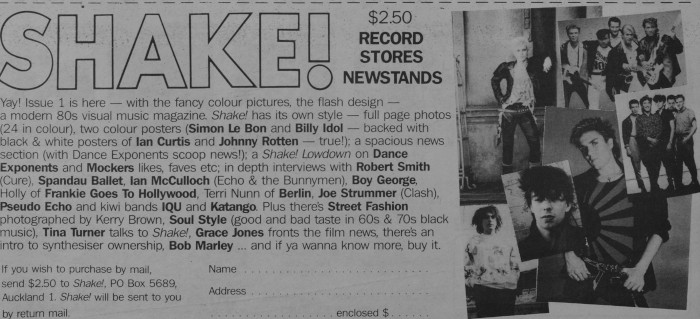 SHAKE!
$2.50
RECORD
STORES
NEWSTANDS
Yay! Issue 1 is here — with the fancy colour pictures, the flash design —
a modern 80s visual music magazine. Shake! has its own style — full page photos
(24 in colour), two colour posters (Simon Le Bon and Billy Idol — backed with
black & white posters of Ian Curtis and Johnny Rotten — true!); a spacious news
section (with Dance Exponents scoop news!); a Shake! Lowdown on Dance
Exponents and Mockers likes, faves etc; in depth interviews with Robert Smith
(Cure), Spandau Ballet, Ian McCulloch (Echo & the Bunnymen), Boy George,
Holly of Frankie Goes To Hollywood, Terri Nunn of Berlin, Joe Strummer (Clash),
Pseudo Echo and kiwi bands IQU and Katango. Plus there's Street Fashion
photographed by Kerry Brown, Soul Style (good and bad taste in 60s & 70s black
music), Tina Turner talks to Shake!, Grace Jones fronts the film news, there's an
intro to synthesiser ownership, Bob Marley ... and if ya wanna know more, buy it.
If you wish to purchase by mail,
send $2.50 to Shake!, PO Box 5689,
Auckland 1. Shake! will be sent to you
by return mail.
Name
Address
enclosed $